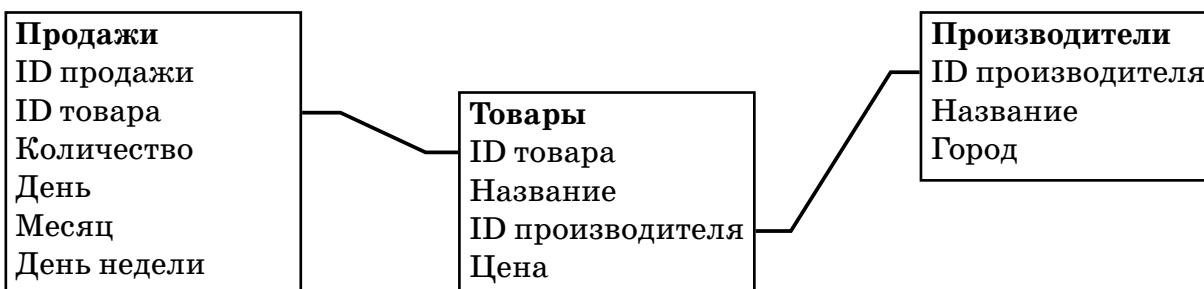 Продажи
ID продажи
ID товара
Количество
День
Месяц
День недели
Товары
ID товара
Название
ID производителя
Цена
Производители
ID производителя
Название
Город